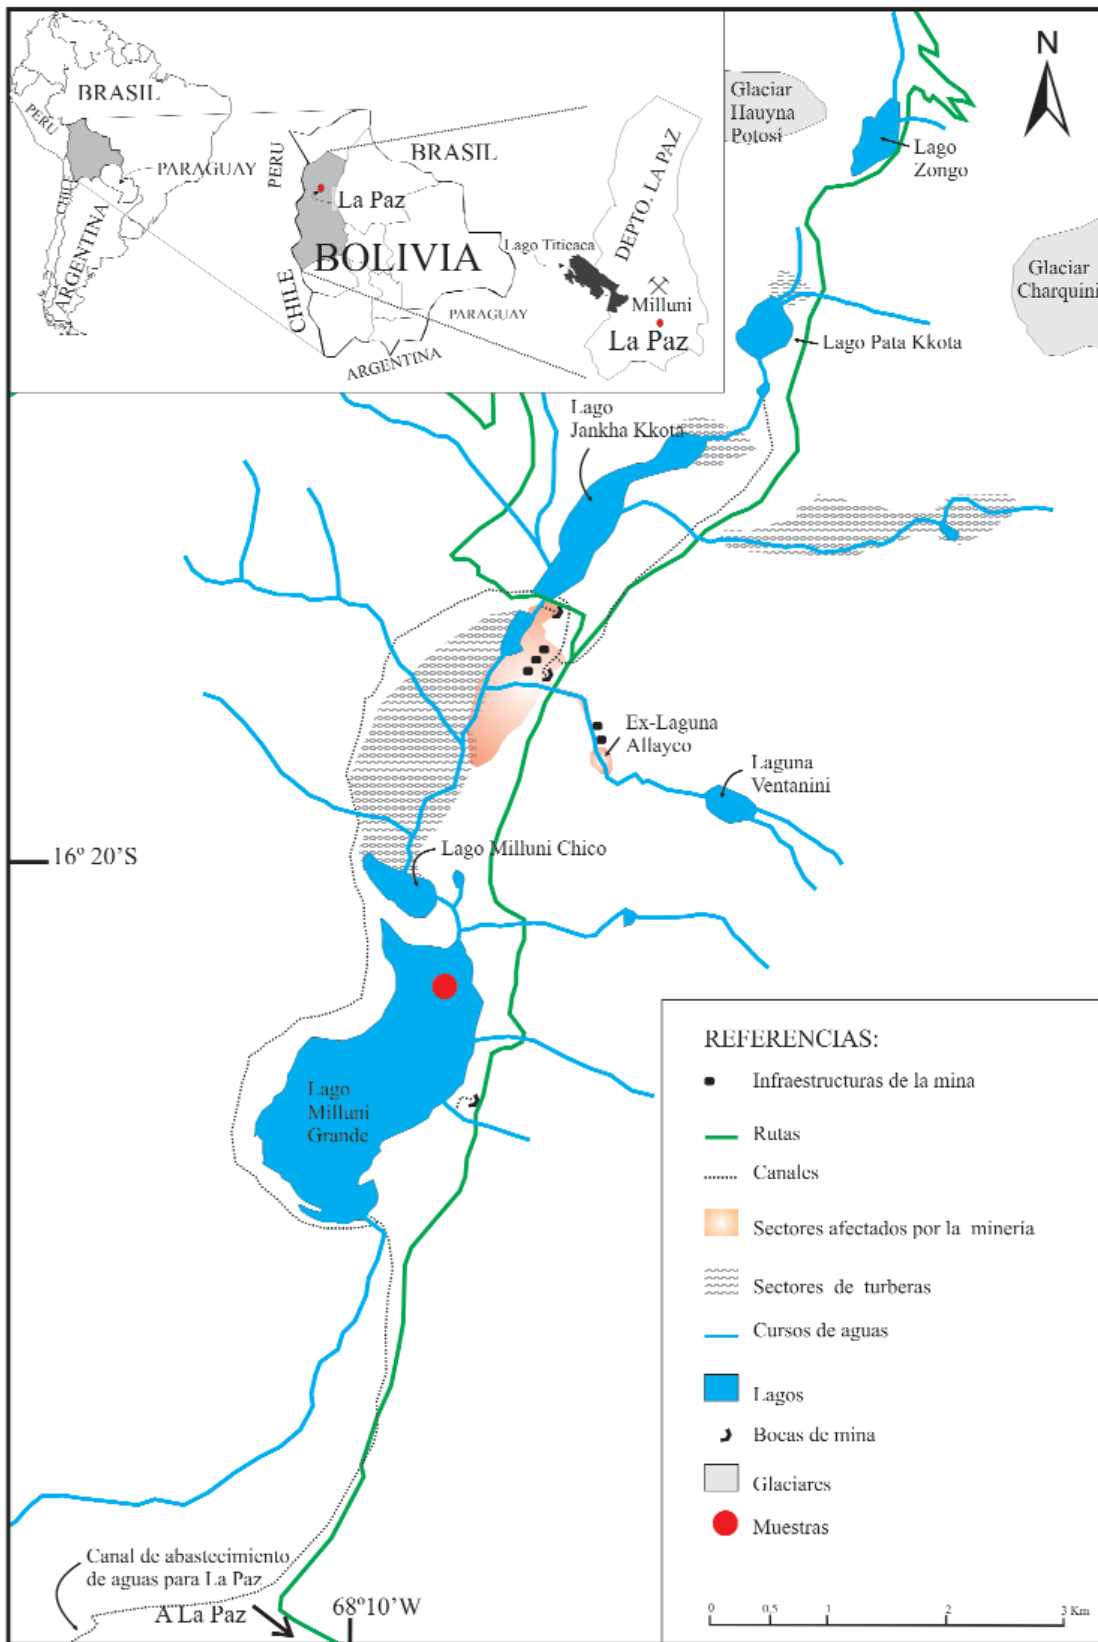 BRASIL
PERU
PARAGUAY
CHILE
ARGENTINA
PERU
BRASIL
La Paz
BOLIVIA
CHILE
PARAGUAY
ARGENTINA
DEPTO. LA PAZ
Lago Titicaca
Milluni
La Paz
Glaciar
Hauyna
Potosí
N
Lago
Zongo
Glaciar
Charquini
Lago Pata Kkota
Lago
Jankha Kkota
Ex-Laguna
Allayco
Laguna
Ventanini
16º 20’S
Lago Milluni Chico
Lago
Milluni
Grande
REFERENCIAS:
Infraestructuras de la mina
Rutas
Canales
Sectores afectados por la minería
Sectores de turberas
Cursos de aguas
Lagos
Bocas de mina
Glaciares
Muestras
Canal de abastecimiento
de aguas para La Paz
A La Paz
68º10’W
0 0,5 1 2 3 Km